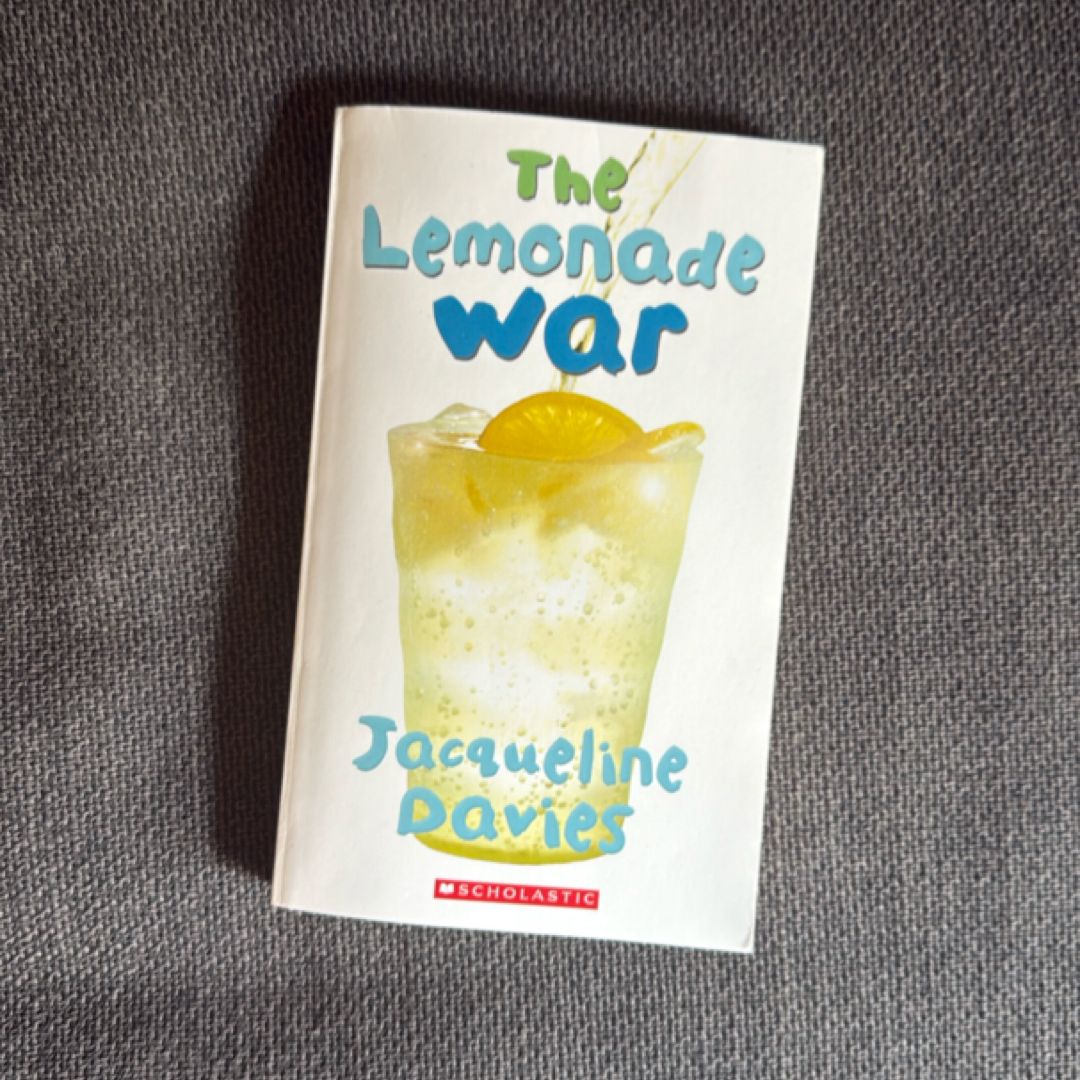 The
Lemonade
war
Jacqueline
Davies
SCHOLASTIC